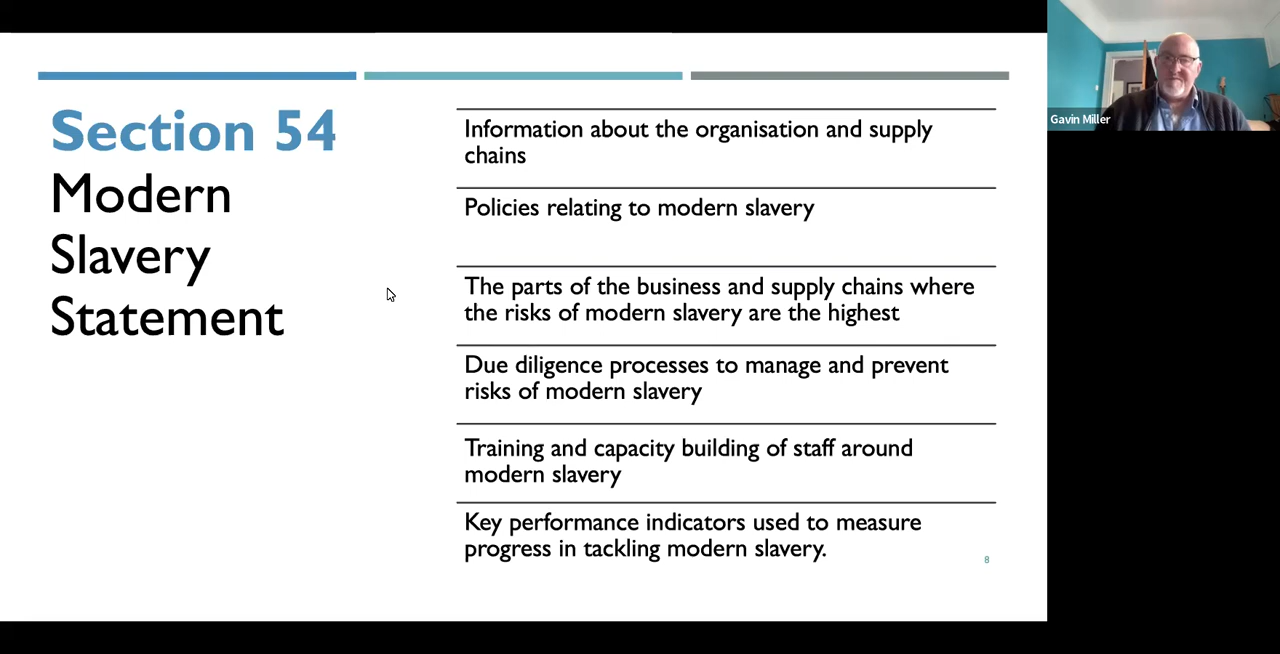 Section 54
Modern
Slavery
Statement
Information about the organisation and supply
chains
Policies relating to modern slavery
The parts of the business and supply chains where
the risks of modern slavery are the highest
Due diligence processes to manage and prevent
risks of modern slavery
Training and capacity building of staff around
modern slavery
Key performance indicators used to measure
progress in tackling modern slavery.
8
Gavin Miller